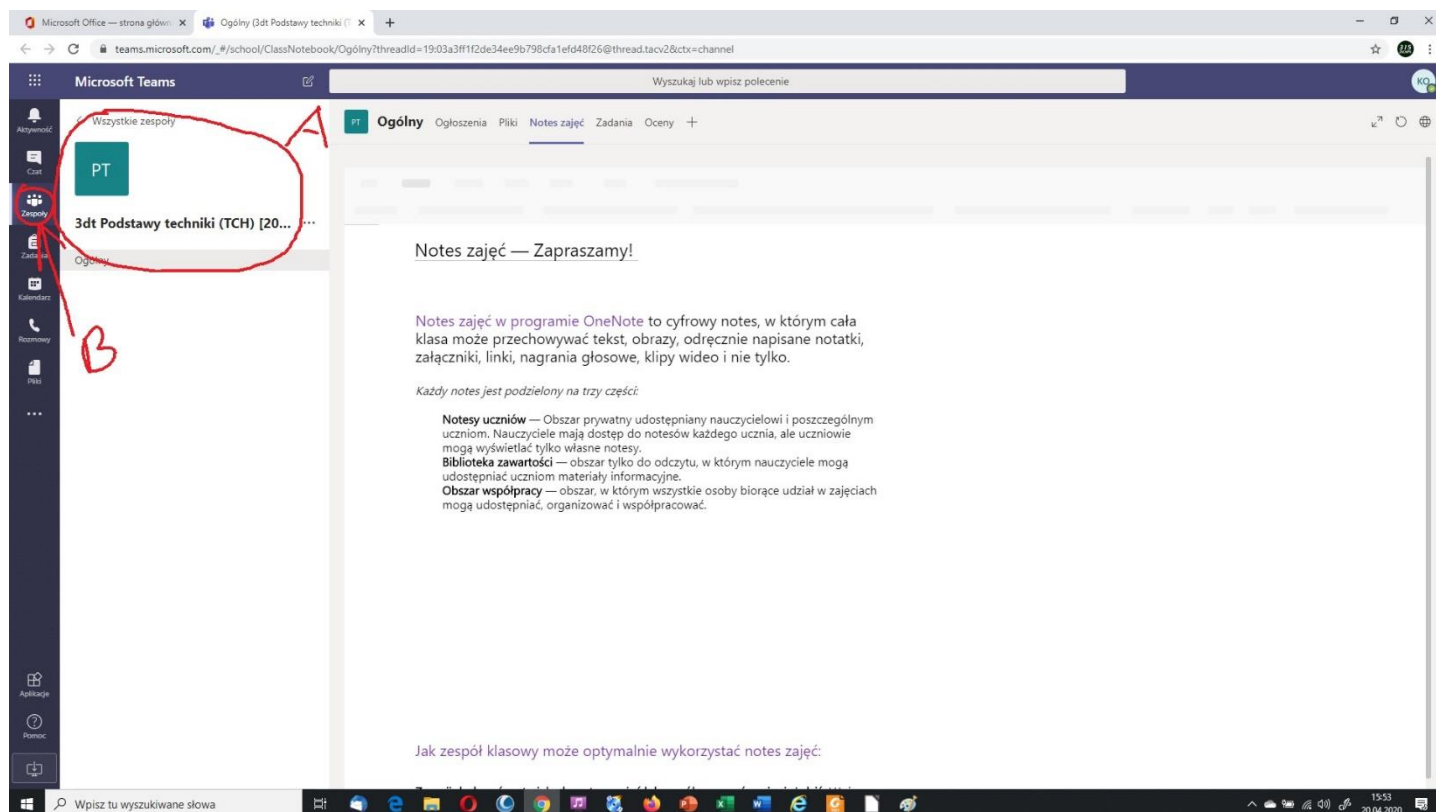 Microsoft Office — strona główn
Ogólny (3dt Podstawy techniki (T
teams.microsoft.com/_#/school/ClassNotebook/Ogólny?threadId=19:03a3ff1f2de34ee9b798cfa1efd48f26@thread.tacv2&ctx=channel
Microsoft Teams
Wyszukaj lub wpisz polecenie
KO
Aktywność
Czat
Zespoły
Zadania
Kalendarz
Rozmowy
Pliki
Aplikacje
Pomoc
Wszystkie zespoły
A
PT
3dt Podstawy techniki (TCH) [20...
Ogólny
B
PT Ogólny Ogłoszenia Pliki Notes zajęć Zadania Oceny
Notes zajęć — Zapraszamy!
Notes zajęć w programie OneNote to cyfrowy notes, w którym cała
klasa może przechowywać tekst, obrazy, odręcznie napisane notatki,
załączniki, linki, nagrania głosowe, klipy wideo i nie tylko.
Każdy notes jest podzielony na trzy części:
Notesy uczniów — Obszar prywatny udostępniany nauczycielowi i poszczególnym
uczniom. Nauczyciele mają dostęp do notesów każdego ucznia, ale uczniowie
mogą wyświetlać tylko własne notesy.
Biblioteka zawartości — obszar tylko do odczytu, w którym nauczyciele mogą
udostępniać uczniom materiały informacyjne.
Obszar współpracy — obszar, w którym wszystkie osoby biorące udział w zajęciach
mogą udostępniać, organizować i współpracować.
Jak zespół klasowy może optymalnie wykorzystać notes zajęć:
Wpisz tu wyszukiwane słowa
15:53
20.04.2020